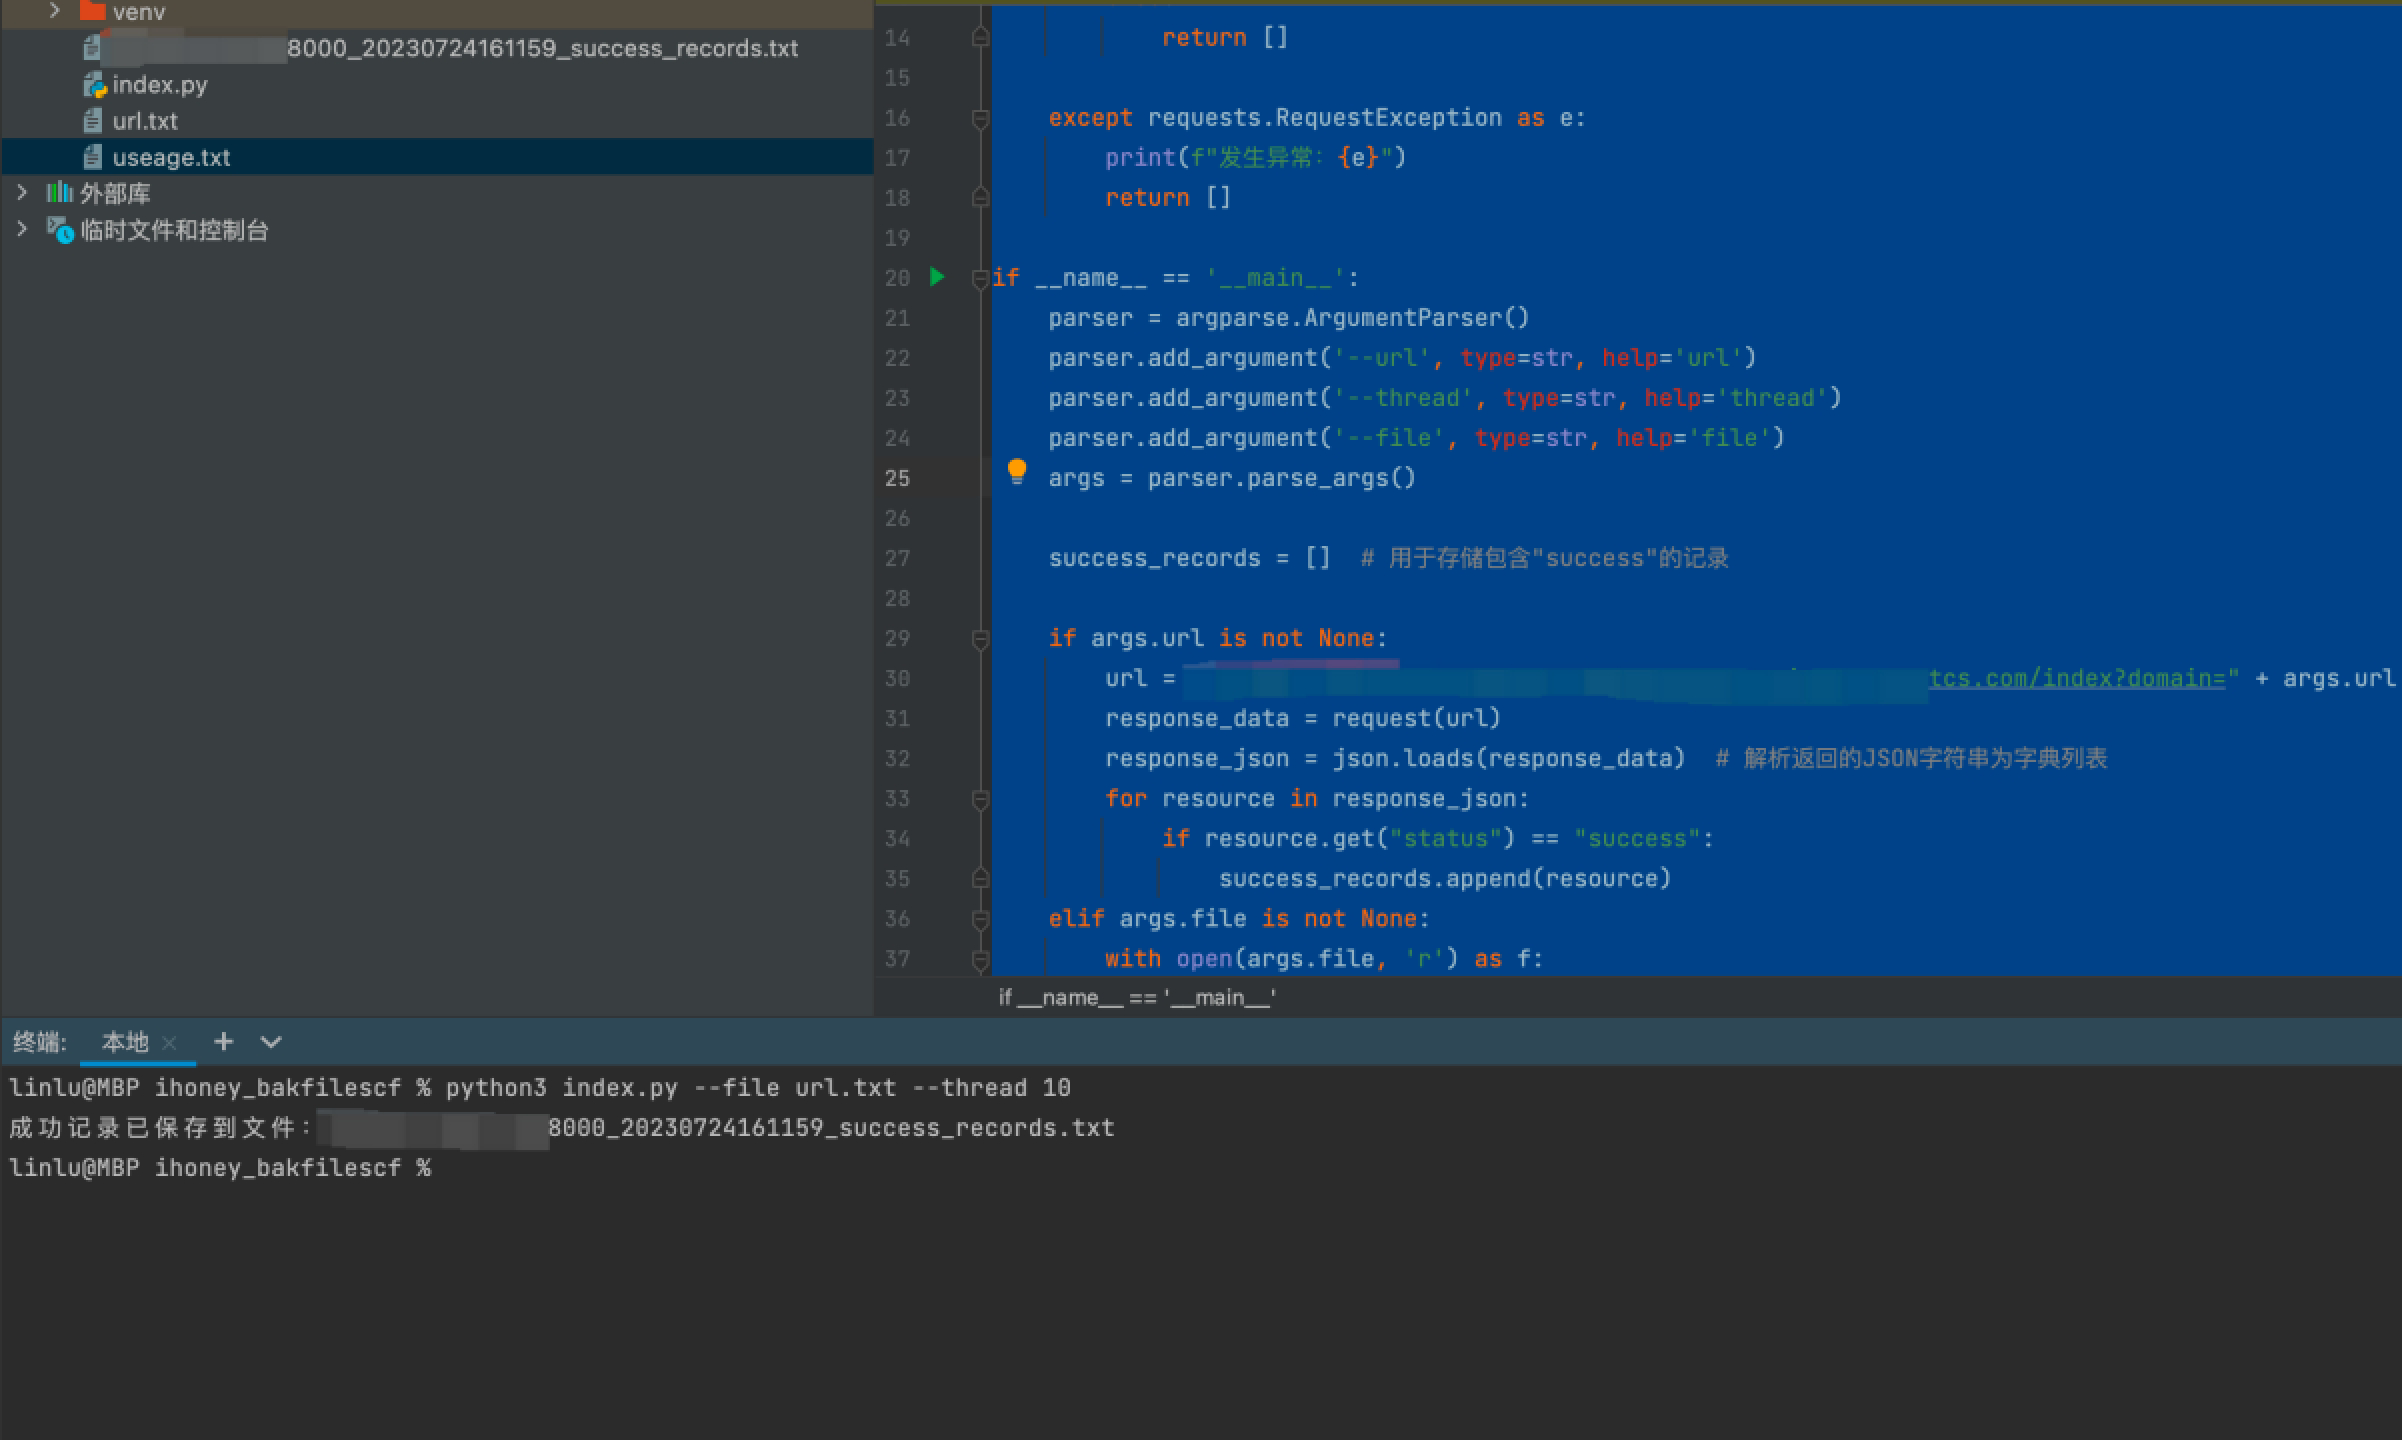 venv
8000_20230724161159_success_records.txt
index.py
url.txt
useage.txt
外部库
临时文件和控制台
14 return []
15
16 except requests.RequestException as e:
17 print(f"发生异常: {e}")
18 return []
19
20 if __name__ == '__main__':
21 parser = argparse.ArgumentParser()
22 parser.add_argument('--url', type=str, help='url')
23 parser.add_argument('--thread', type=str, help='thread')
24 parser.add_argument('--file', type=str, help='file')
25 args = parser.parse_args()
26
27 success_records = [] # 用于存储包含"success"的记录
28
29 if args.url is not None:
30 url = tcs.com/index?domain=" + args.url
31 response_data = request(url)
32 response_json = json.loads(response_data) # 解析返回的JSON字符串为字典列表
33 for resource in response_json:
34 if resource.get("status") == "success":
35 success_records.append(resource)
36 elif args.file is not None:
37 with open(args.file, 'r') as f:
if __name__ == '__main__'
终端: 本地
linlu@MBP ihoney_bakfilescf % python3 index.py --file url.txt --thread 10
成功记录已保存到文件: 8000_20230724161159_success_records.txt
linlu@MBP ihoney_bakfilescf %